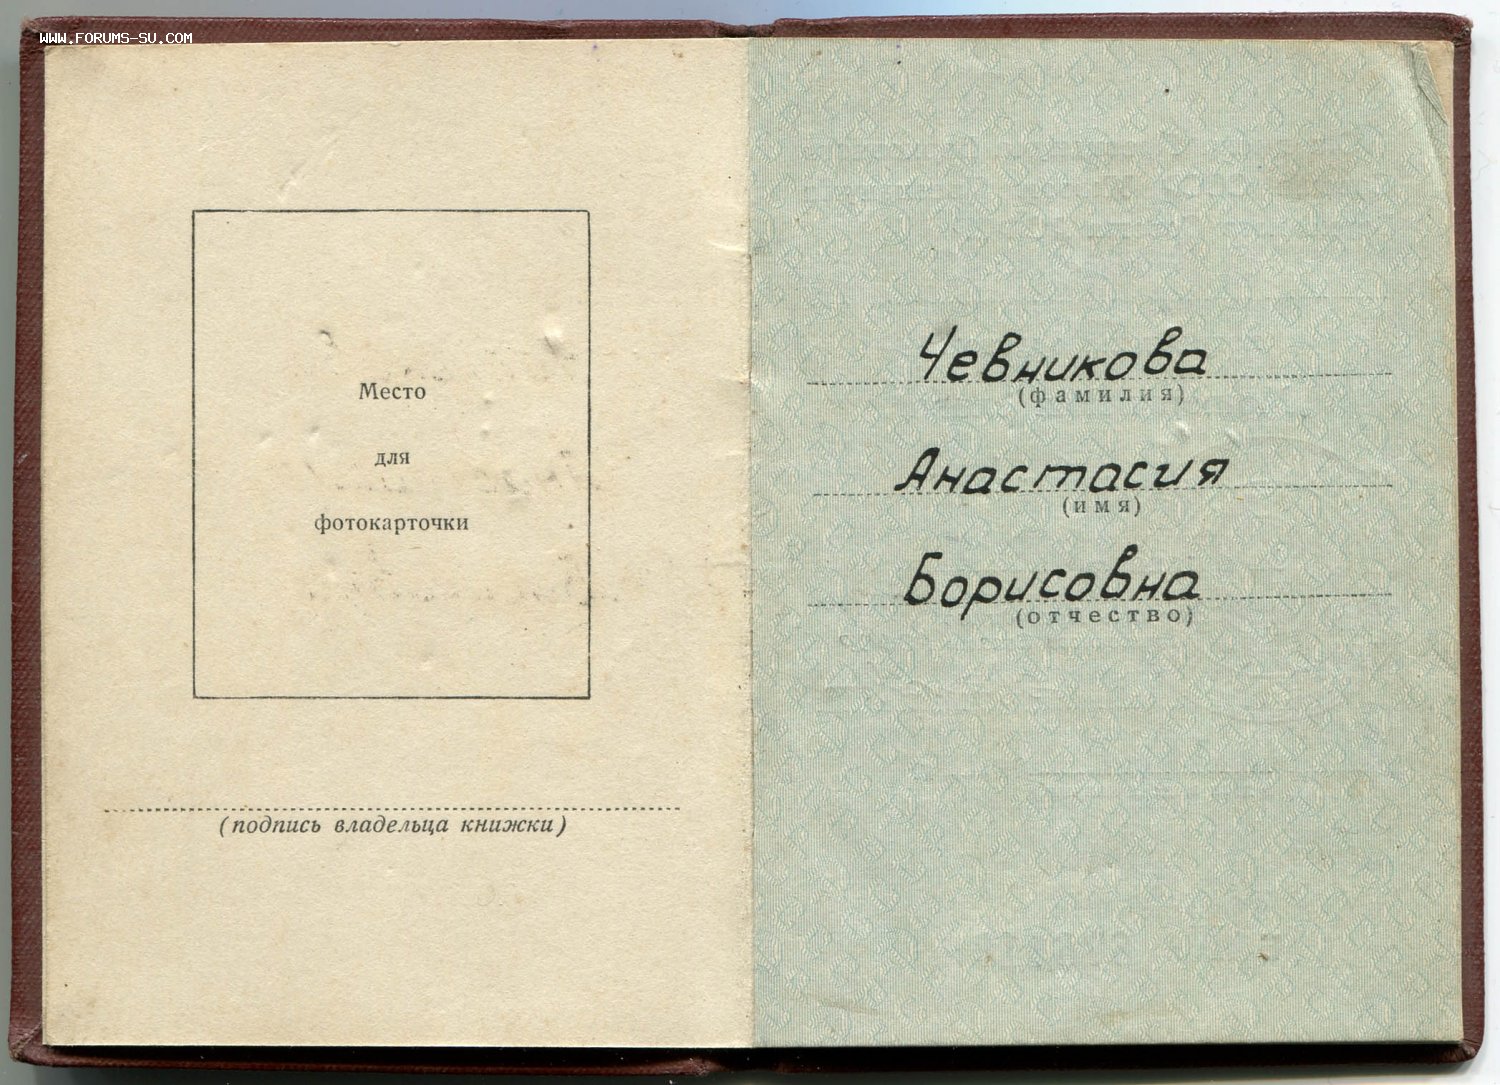 WWW.FORUMS-SU.COM
Место
для
фотокарточки
(подпись владельца книжки)
Чевникова
(фамилия)
Анастасия
(имя)
Борисовна
(отчество)